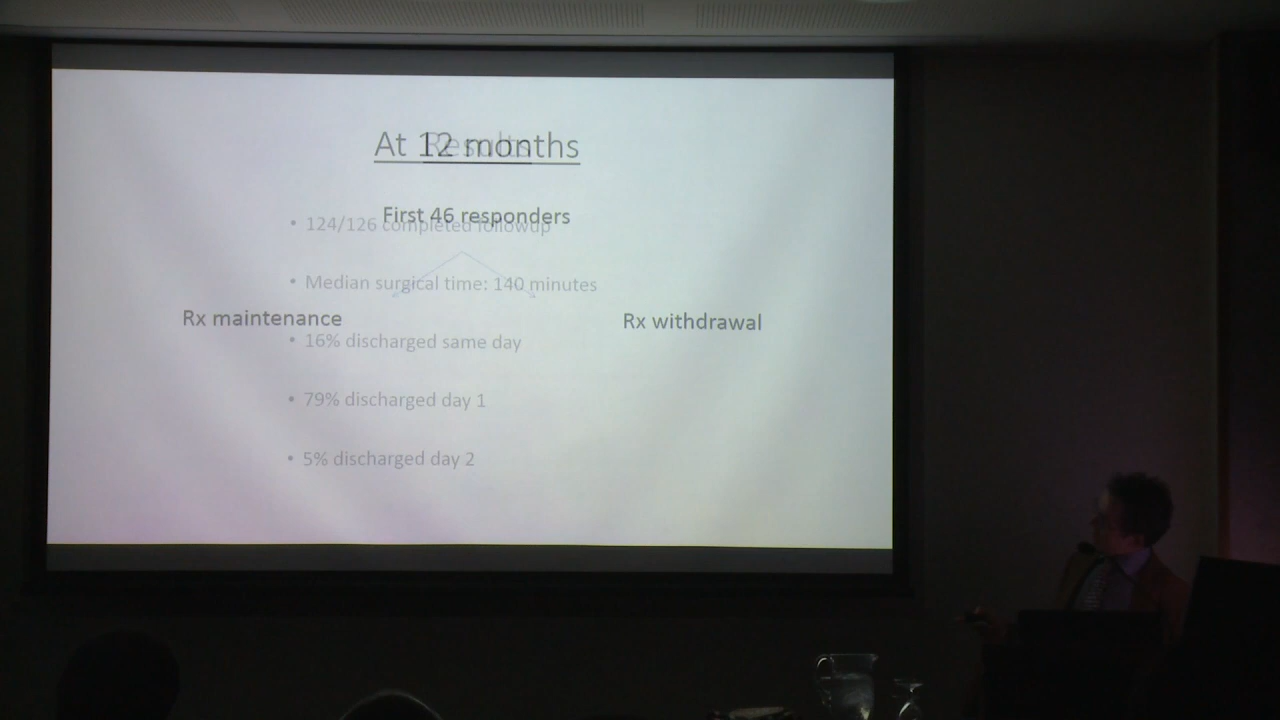 At 12 months
Results
First 46 responders
• 124/126 completed followup
• Median surgical time: 140 minutes
Rx maintenance
Rx withdrawal
• 16% discharged same day
• 79% discharged day 1
• 5% discharged day 2